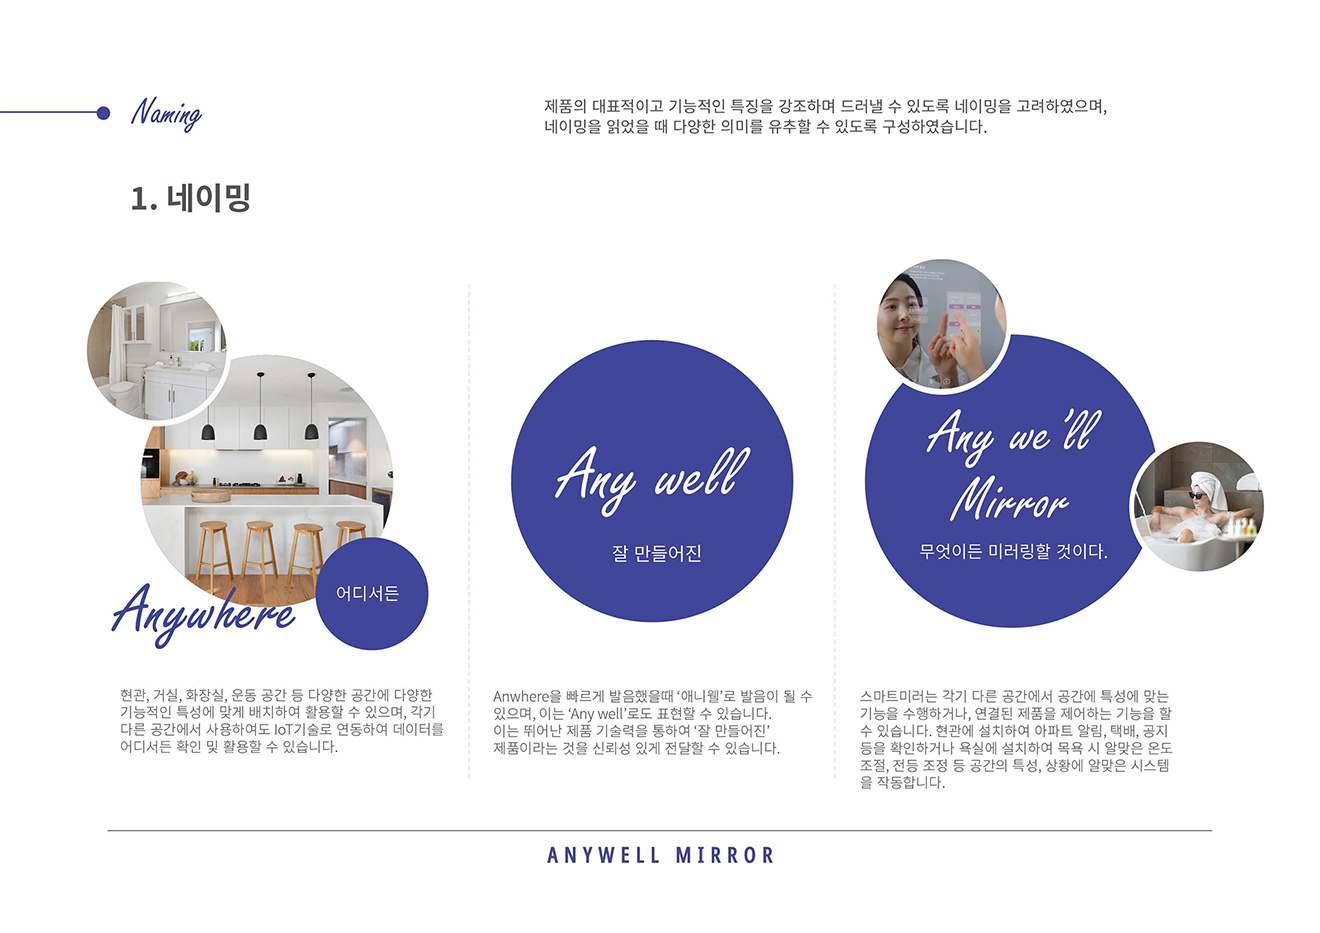 Naming
제품의 대표적이고 기능적인 특징을 강조하며 드러낼 수 있도록 네이밍을 고려하였으며,
네이밍을 읽었을 때 다양한 의미를 유추할 수 있도록 구성하였습니다.
1. 네이밍
Anywhere
어디서든
현관, 거실, 화장실, 운동 공간 등 다양한 공간에 다양한
기능적인 특성에 맞게 배치하여 활용할 수 있으며, 각기
다른 공간에서 사용하여도 IoT기술로 연동하여 데이터를
어디서든 확인 및 활용할 수 있습니다.
Any well
잘 만들어진
Anwhere을 빠르게 발음했을때 ‘애니웰’로 발음이 될 수
있으며, 이는 ‘Any well’로도 표현할 수 있습니다.
이는 뛰어난 제품 기술력을 통하여 ‘잘 만들어진’
제품이라는 것을 신뢰성 있게 전달할 수 있습니다.
Any we’ll
Mirror
무엇이든 미러링할 것이다.
스마트미러는 각기 다른 공간에서 공간에 특성에 맞는
기능을 수행하거나, 연결된 제품을 제어하는 기능을 할
수 있습니다. 현관에 설치하여 아파트 알림, 택배, 공지
등을 확인하거나 욕실에 설치하여 목욕 시 알맞은 온도
조절, 전등 조정 등 공간의 특성, 상황에 알맞은 시스템
을 작동합니다.
ANYWELL MIRROR